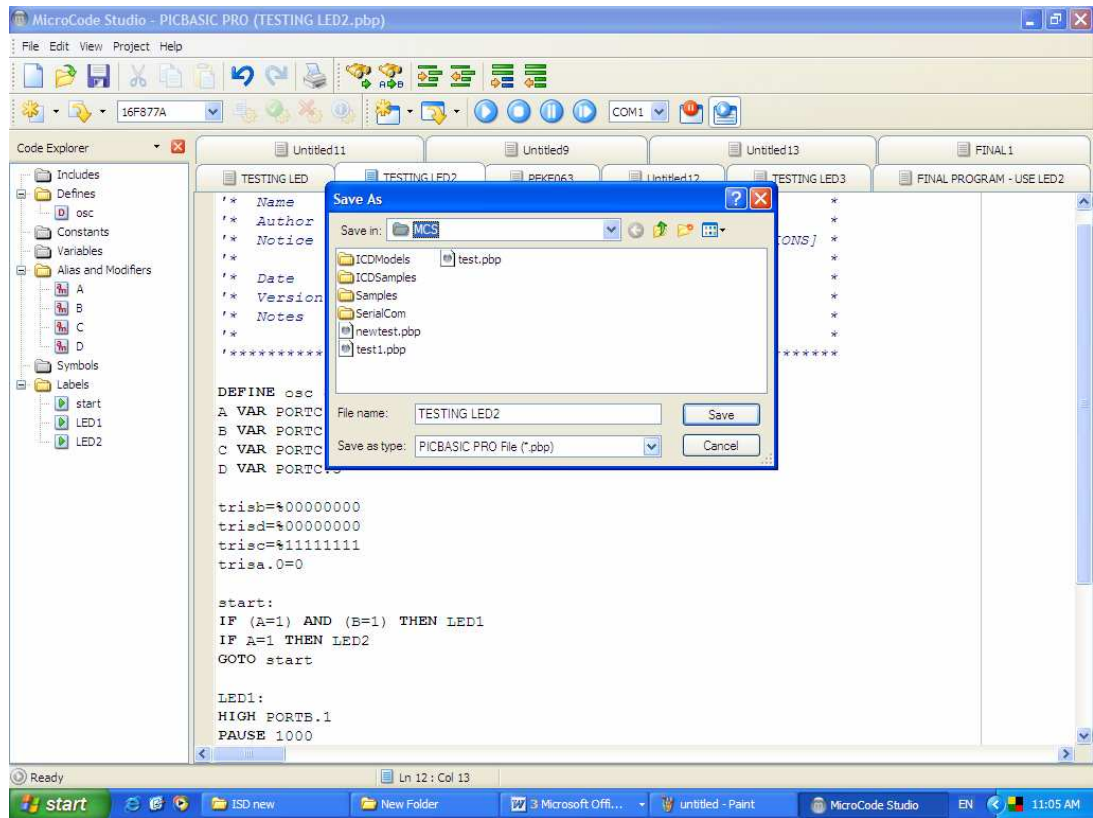 MicroCode Studio - PICBASIC PRO (TESTING LED2.pbp)
File Edit View Project Help
16F877A
COM1
Code Explorer
Untitled11
Untitled9
Untitled13
FINAL1
TESTING LED
TESTING LED2
PEKE063
Untitled12
TESTING LED3
FINAL PROGRAM - USE LED2
Includes
Defines
osc
Constants
Variables
Alias and Modifiers
A
B
C
D
Symbols
Labels
start
LED1
LED2
'* Name *
'* Author *
'* Notice ONS] *
'* *
'* Date *
'* Version *
'* Notes *
'* *
'********** ******
DEFINE osc
A VAR PORTC
B VAR PORTC
C VAR PORTC
D VAR PORTC.
trisb=%00000000
trisd=%00000000
trisc=%11111111
trisa.0=0
start:
IF (A=1) AND (B=1) THEN LED1
IF A=1 THEN LED2
GOTO start
LED1:
HIGH PORTB.1
PAUSE 1000
Save As
Save in: MCS
ICDModels
ICDSamples
Samples
SerialCom
newtest.pbp
test1.pbp
test.pbp
File name: TESTING LED2
Save
Save as type: PICBASIC PRO File (*.pbp)
Cancel
Ready
Ln 12 : Col 13
start
ISD new
New Folder
3 Microsoft Offi...
untitled - Paint
MicroCode Studio
EN
11:05 AM